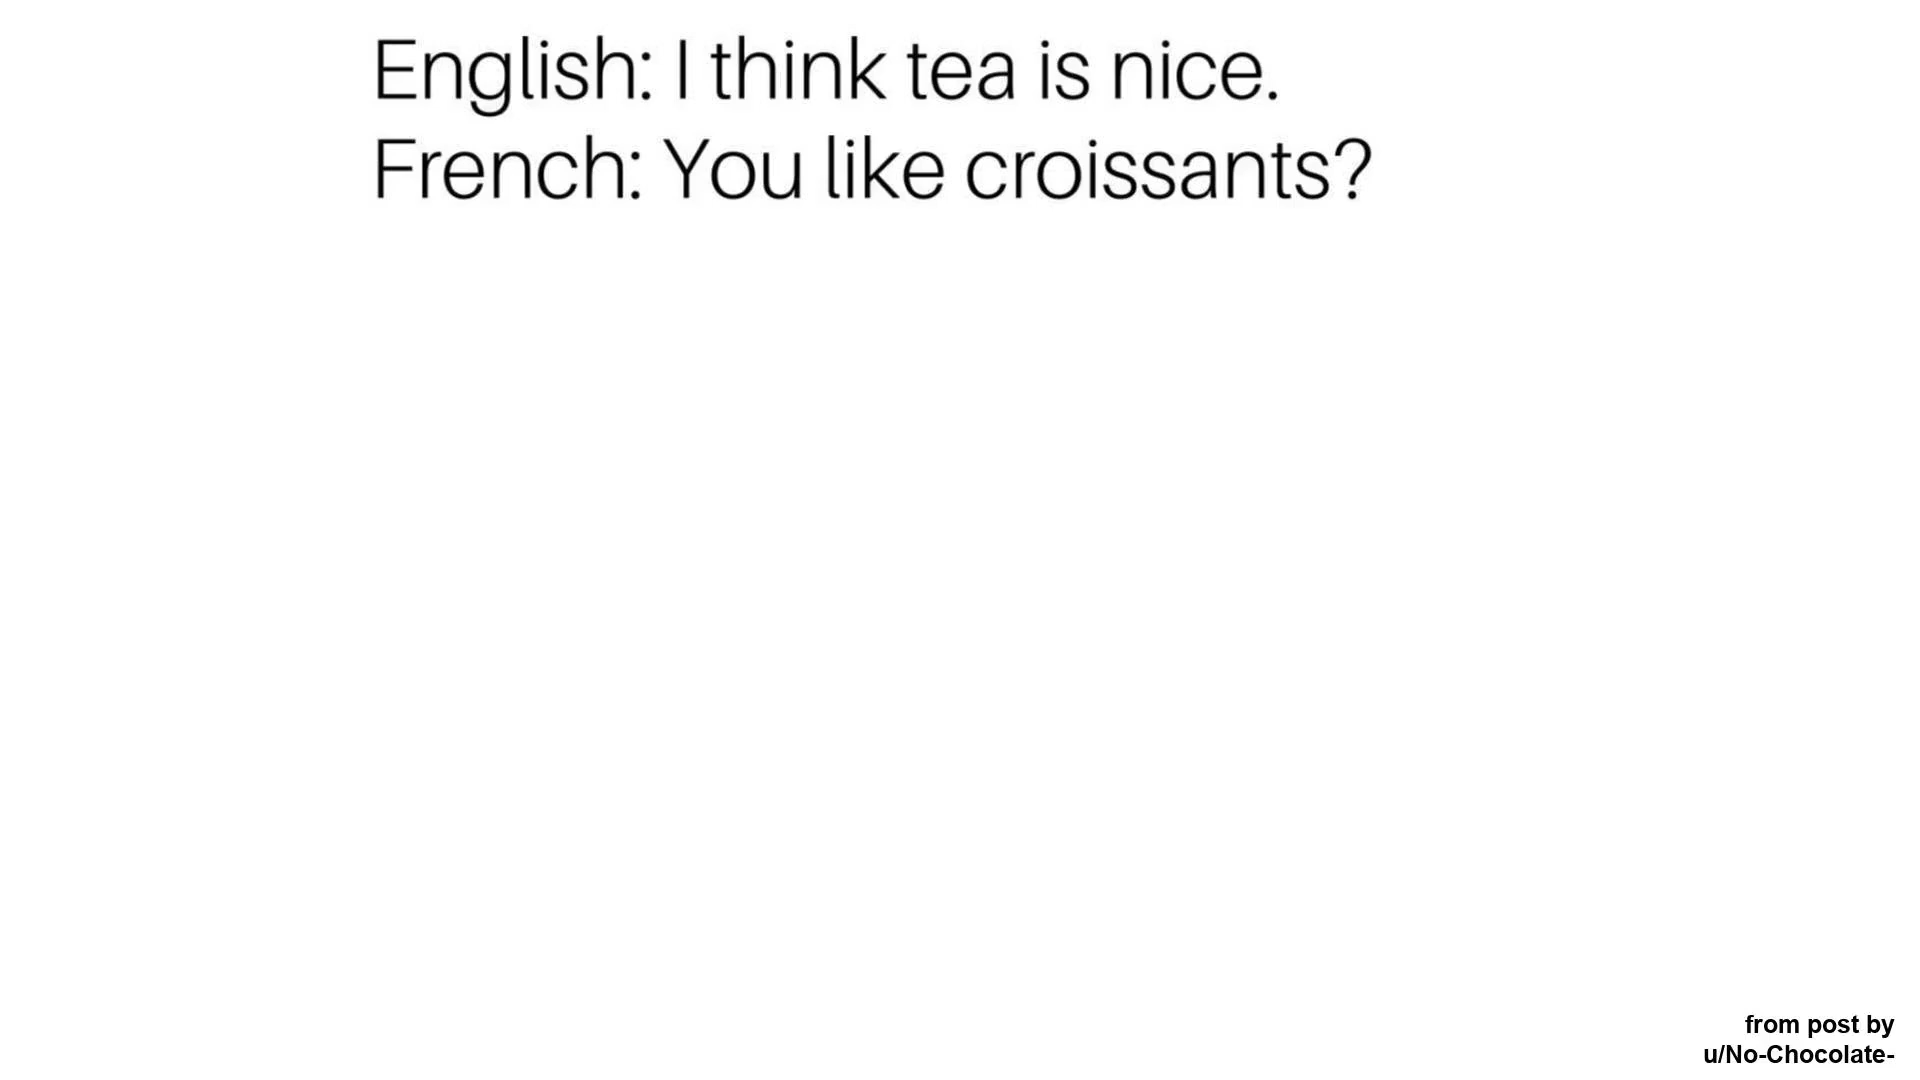 English: I think tea is nice.
French: You like croissants?
from post by
u/No-Chocolate-